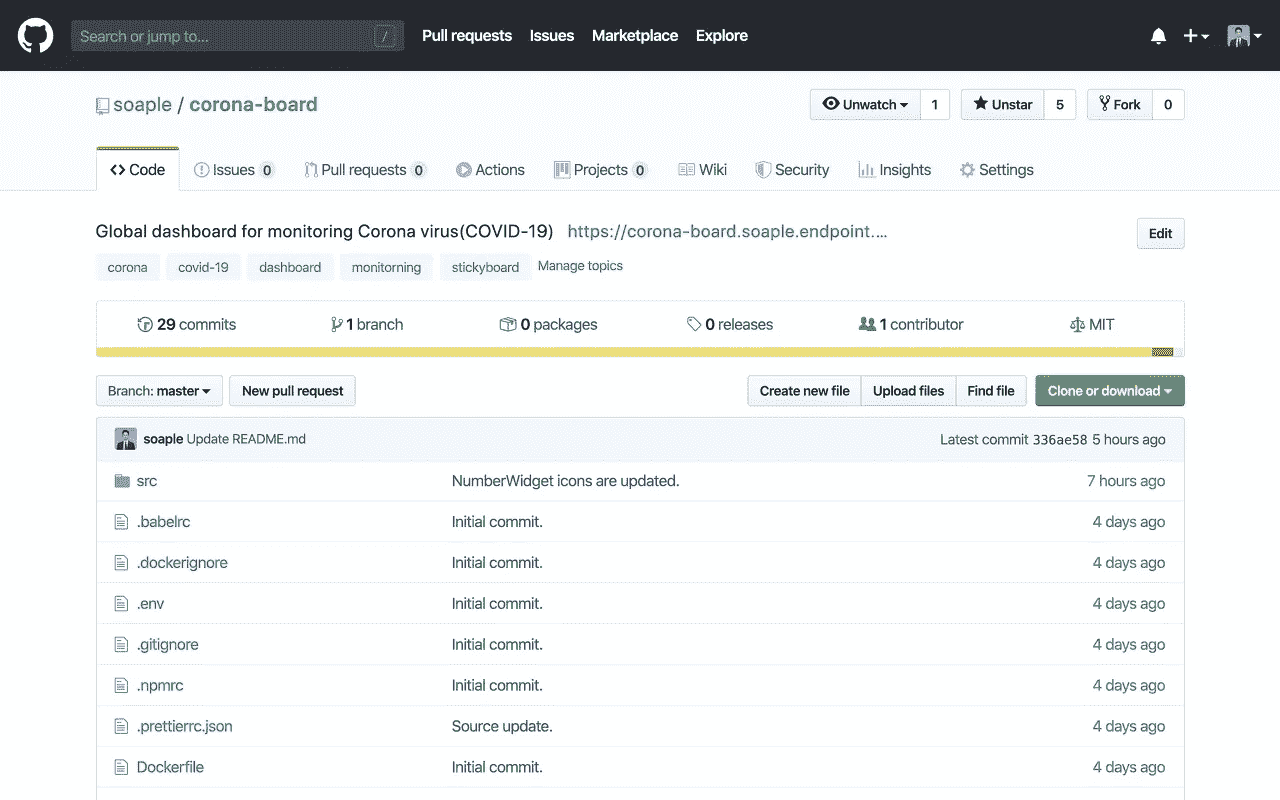 Search or jump to... / Pull requests Issues Marketplace Explore
soaple / corona-board Unwatch 1 Unstar 5 Fork 0
Code Issues 0 Pull requests 0 Actions Projects 0 Wiki Security Insights Settings
Global dashboard for monitoring Corona virus(COVID-19) https://corona-board.soaple.endpoint.... Edit
corona covid-19 dashboard monitorning stickyboard Manage topics
29 commits 1 branch 0 packages 0 releases 1 contributor MIT
Branch: master New pull request Create new file Upload files Find file Clone or download
soaple Update README.md Latest commit 336ae58 5 hours ago
src NumberWidget icons are updated. 7 hours ago
.babelrc Initial commit. 4 days ago
.dockerignore Initial commit. 4 days ago
.env Initial commit. 4 days ago
.gitignore Initial commit. 4 days ago
.npmrc Initial commit. 4 days ago
.prettierrc.json Source update. 4 days ago
Dockerfile Initial commit. 4 days ago